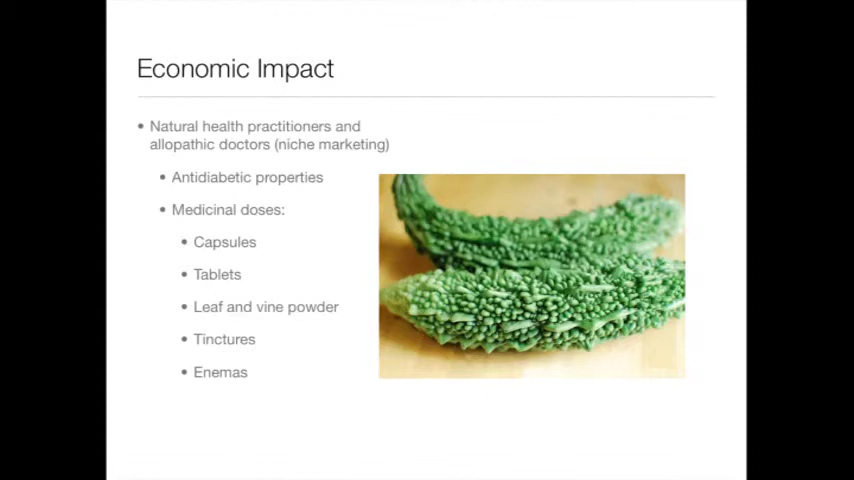 Economic Impact
• Natural health practitioners and
allopathic doctors (niche marketing)
• Antidiabetic properties
• Medicinal doses:
• Capsules
• Tablets
• Leaf and vine powder
• Tinctures
• Enemas